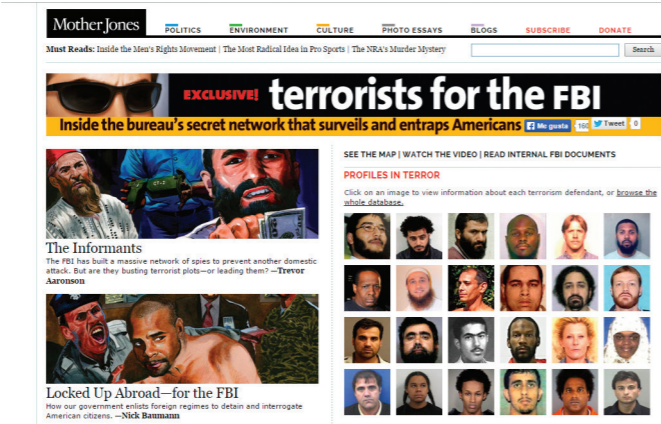 Mother Jones
POLITICS ENVIRONMENT CULTURE PHOTO ESSAYS BLOGS SUBSCRIBE DONATE
Must Reads: Inside the Men's Rights Movement | The Most Radical Idea in Pro Sports | The NRA's Murder Mystery
Search
EXCLUSIVE! terrorists for the FBI
Inside the bureau's secret network that surveils and entraps Americans
Me gusta 160 Tweet 0
SEE THE MAP | WATCH THE VIDEO | READ INTERNAL FBI DOCUMENTS
PROFILES IN TERROR
Click on an image to view information about each terrorism defendant, or browse the
whole database.
The Informants
The FBI has built a massive network of spies to prevent another domestic
attack. But are they busting terrorist plots—or leading them? —Trevor
Aaronson
Locked Up Abroad—for the FBI
How our government enlists foreign regimes to detain and interrogate
American citizens. —Nick Baumann